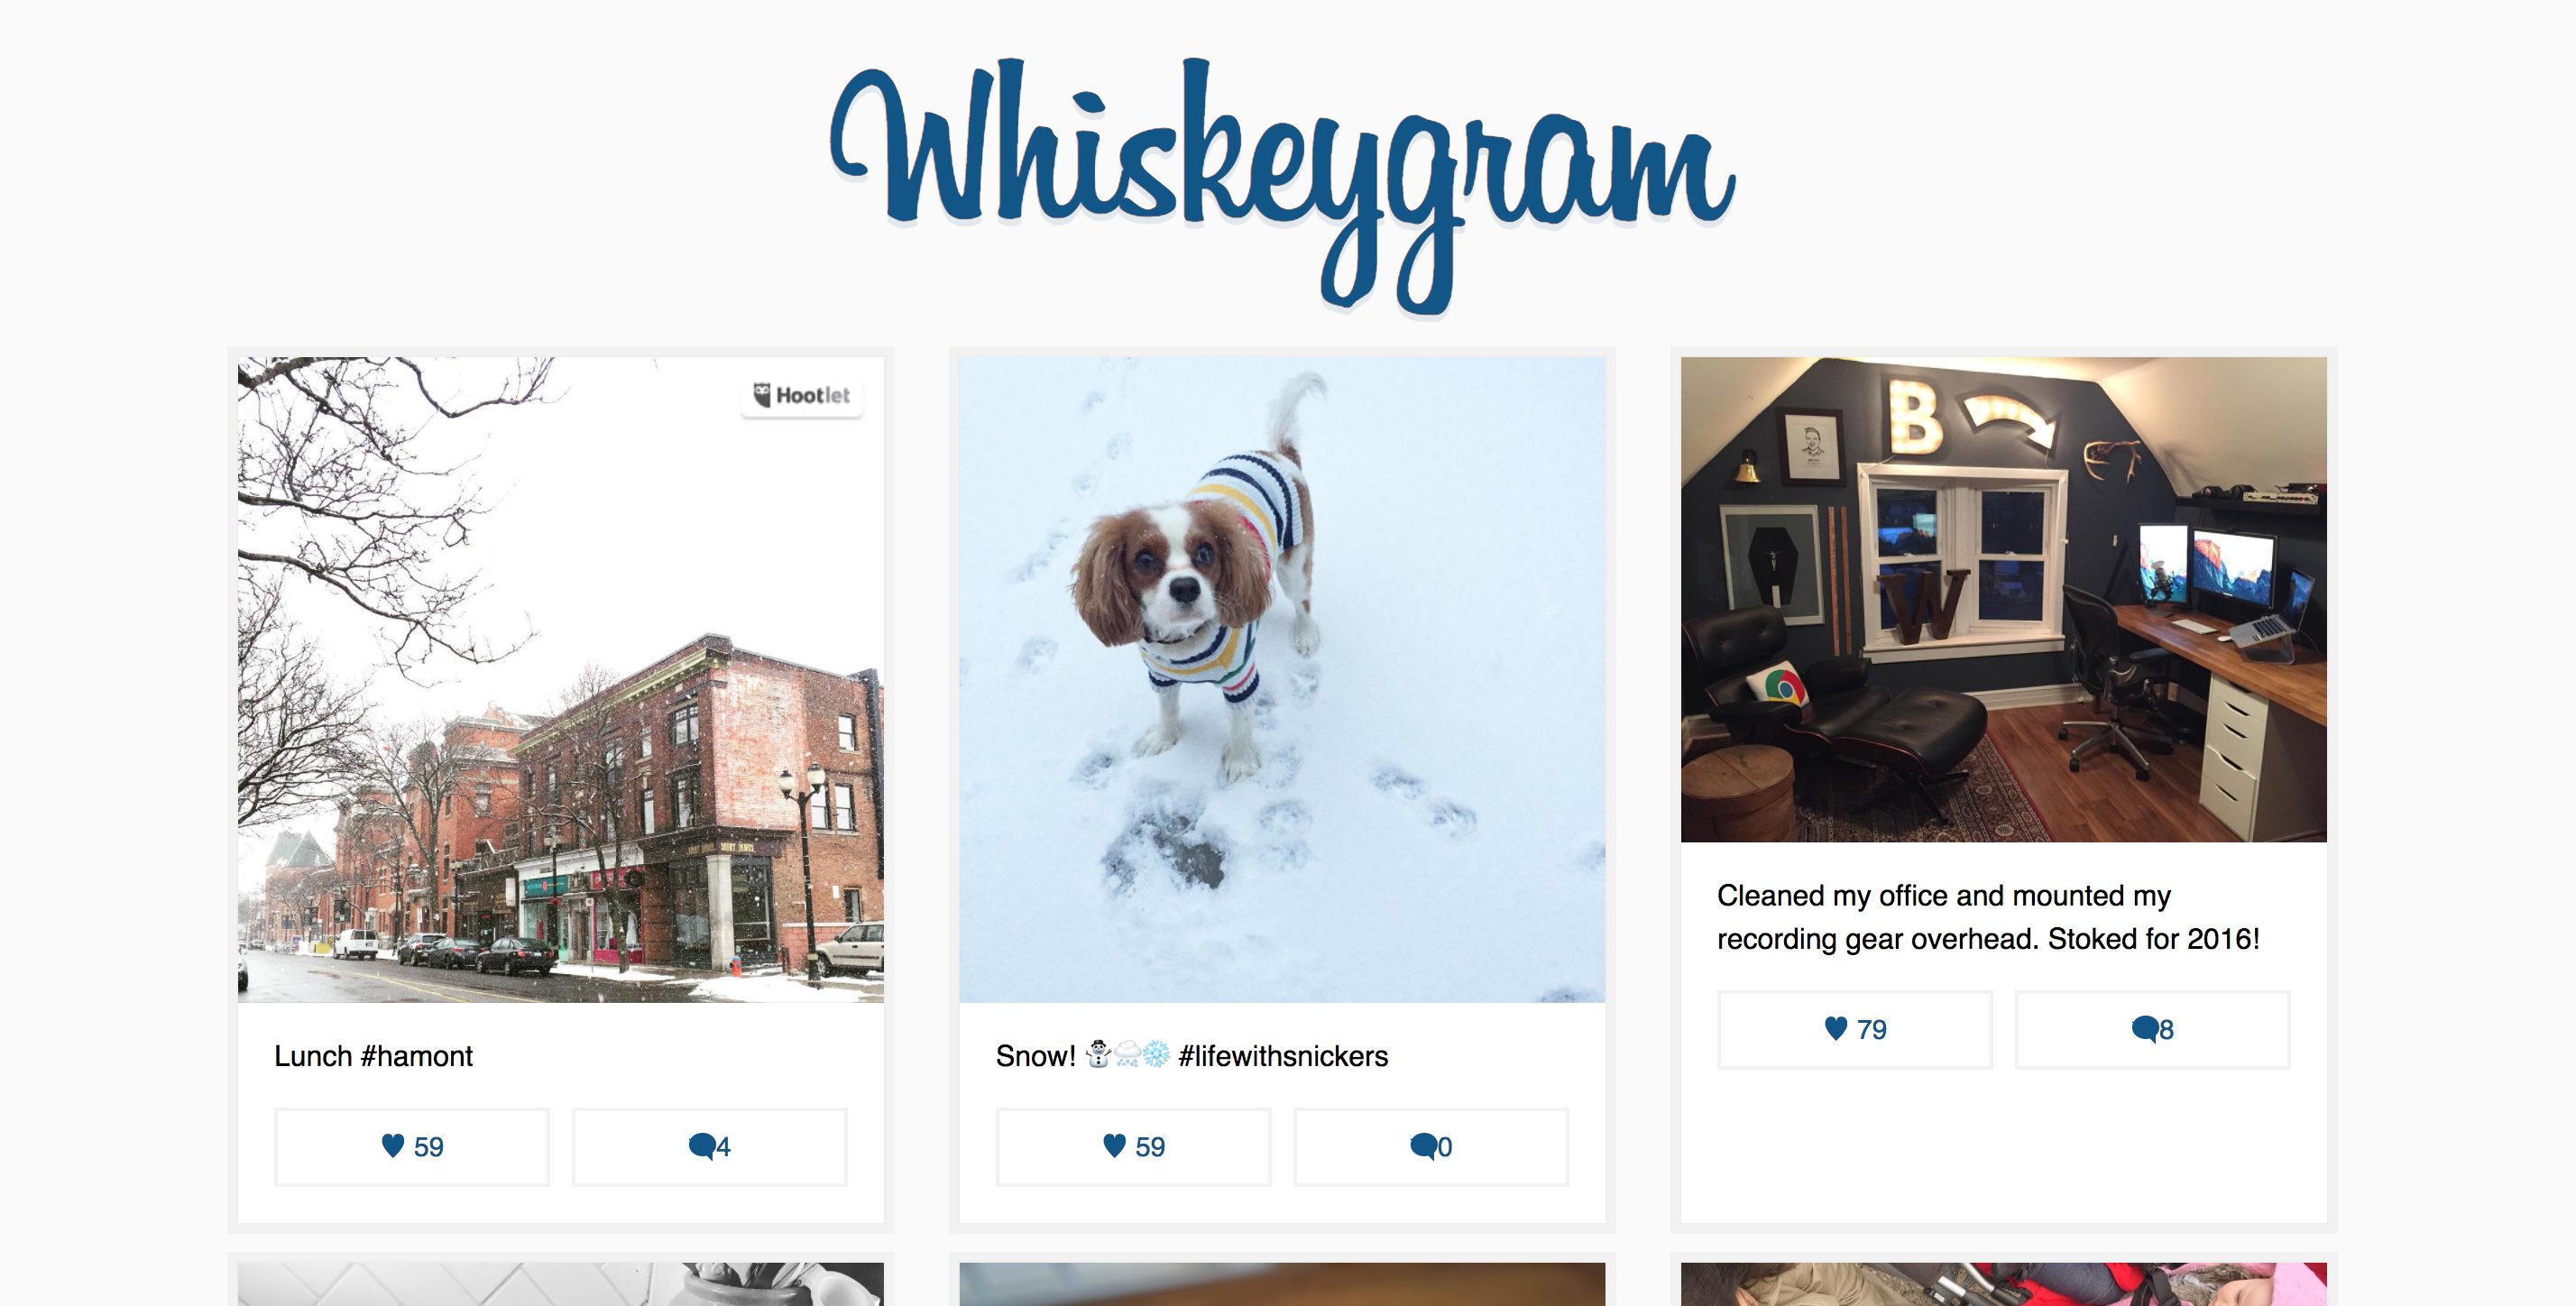 Whiskeygram
Hootlet
B
W
Lunch #hamont
59
4
Snow! ⛄🌨❄ #lifewithsnickers
59
0
Cleaned my office and mounted my
recording gear overhead. Stoked for 2016!
79
8